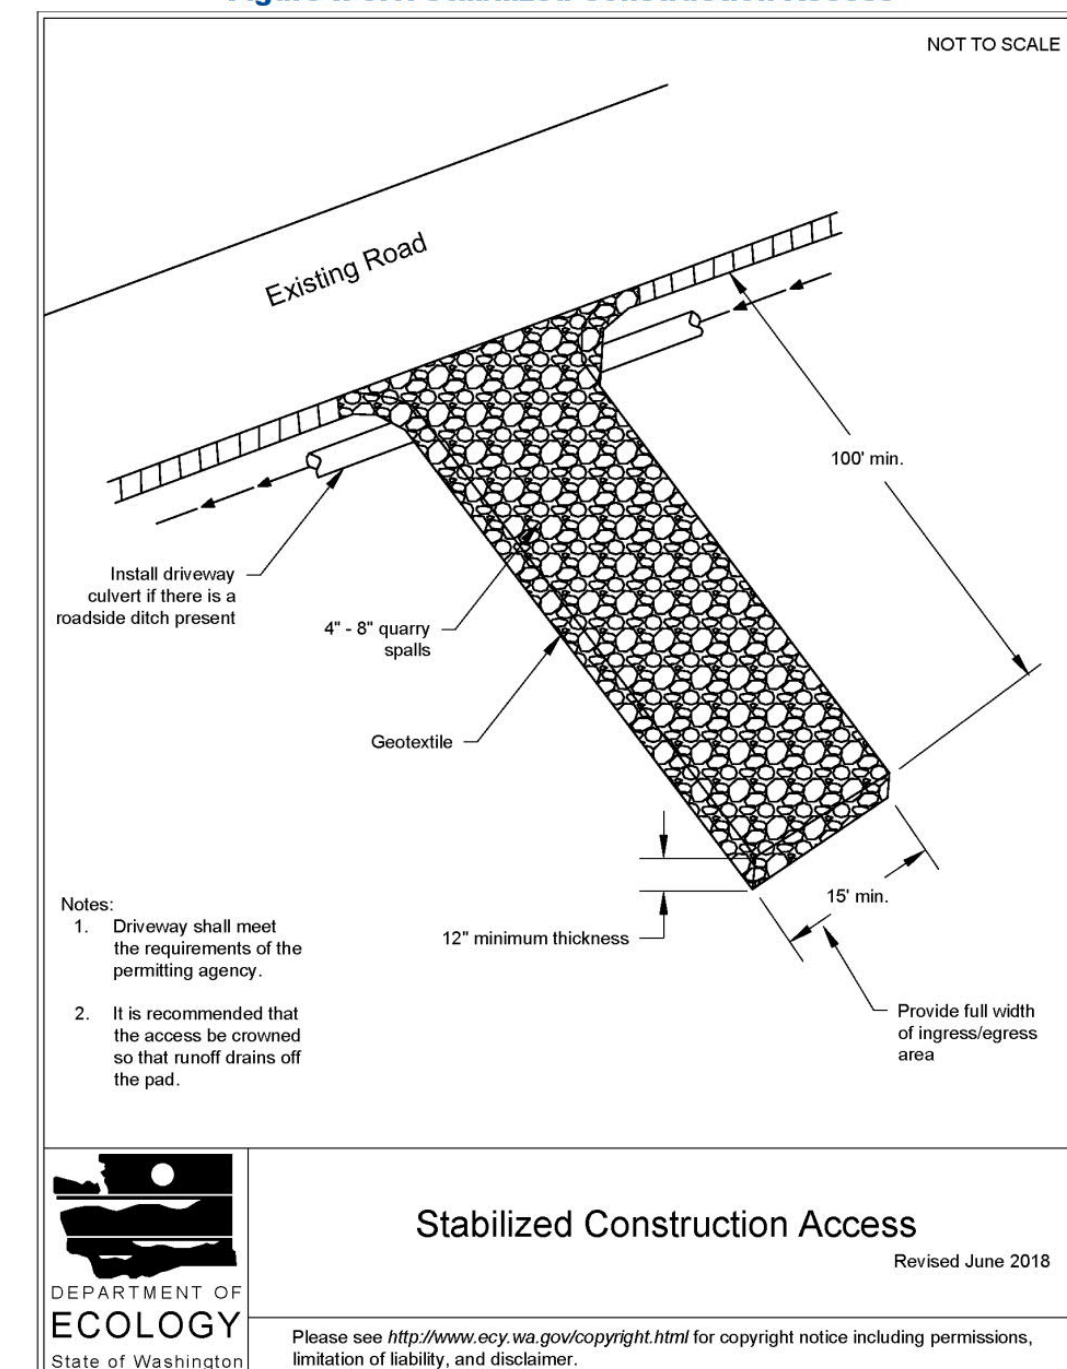 NOT TO SCALE
Existing Road
100' min.
Install driveway
culvert if there is a
roadside ditch present
4" - 8" quarry
spalls
Geotextile
15' min.
12" minimum thickness
Notes:
1. Driveway shall meet
the requirements of the
permitting agency.
2. It is recommended that
the access be crowned
so that runoff drains off
the pad.
Provide full width
of ingress/egress
area
Stabilized Construction Access
Revised June 2018
DEPARTMENT OF
ECOLOGY
State of Washington
Please see http://www.ecy.wa.gov/copyright.html for copyright notice including permissions,
limitation of liability, and disclaimer.